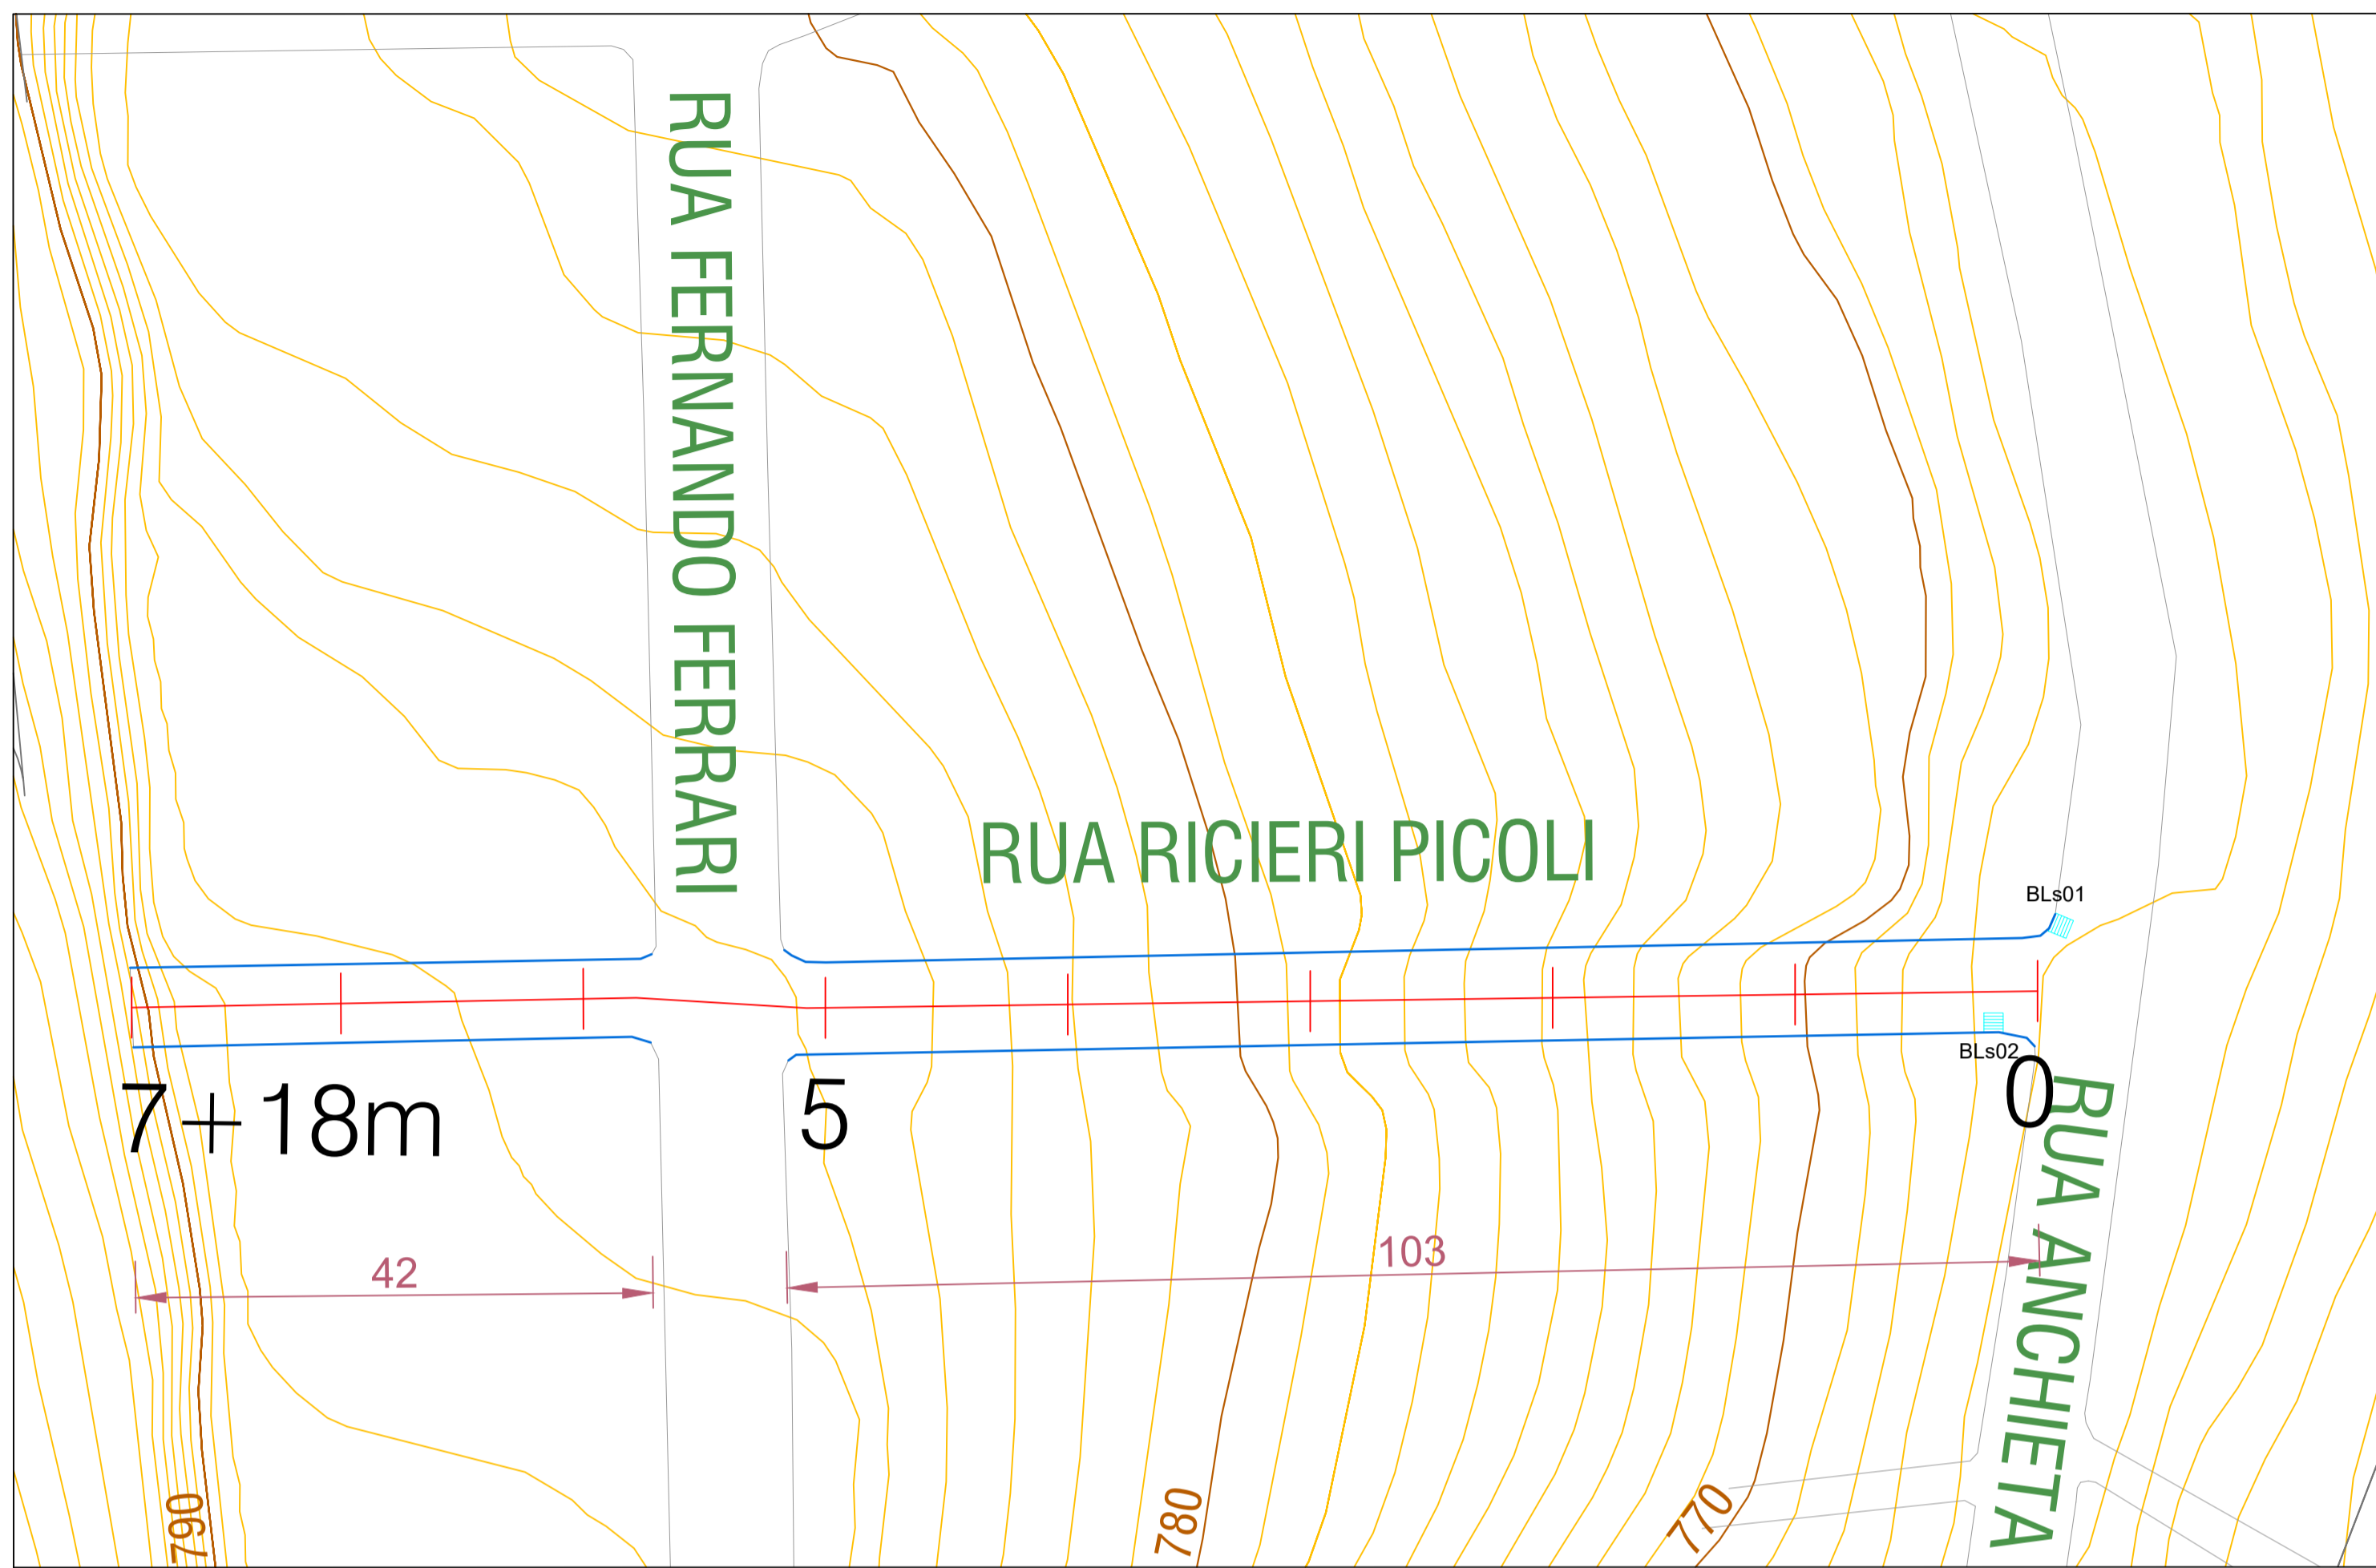 RUA FERNANDO FERRARI
RUA RICIERI PICOLI
BLs01
BLs02
7+18m
5
0
RUA ANCHIETA
42
103
790
780
770